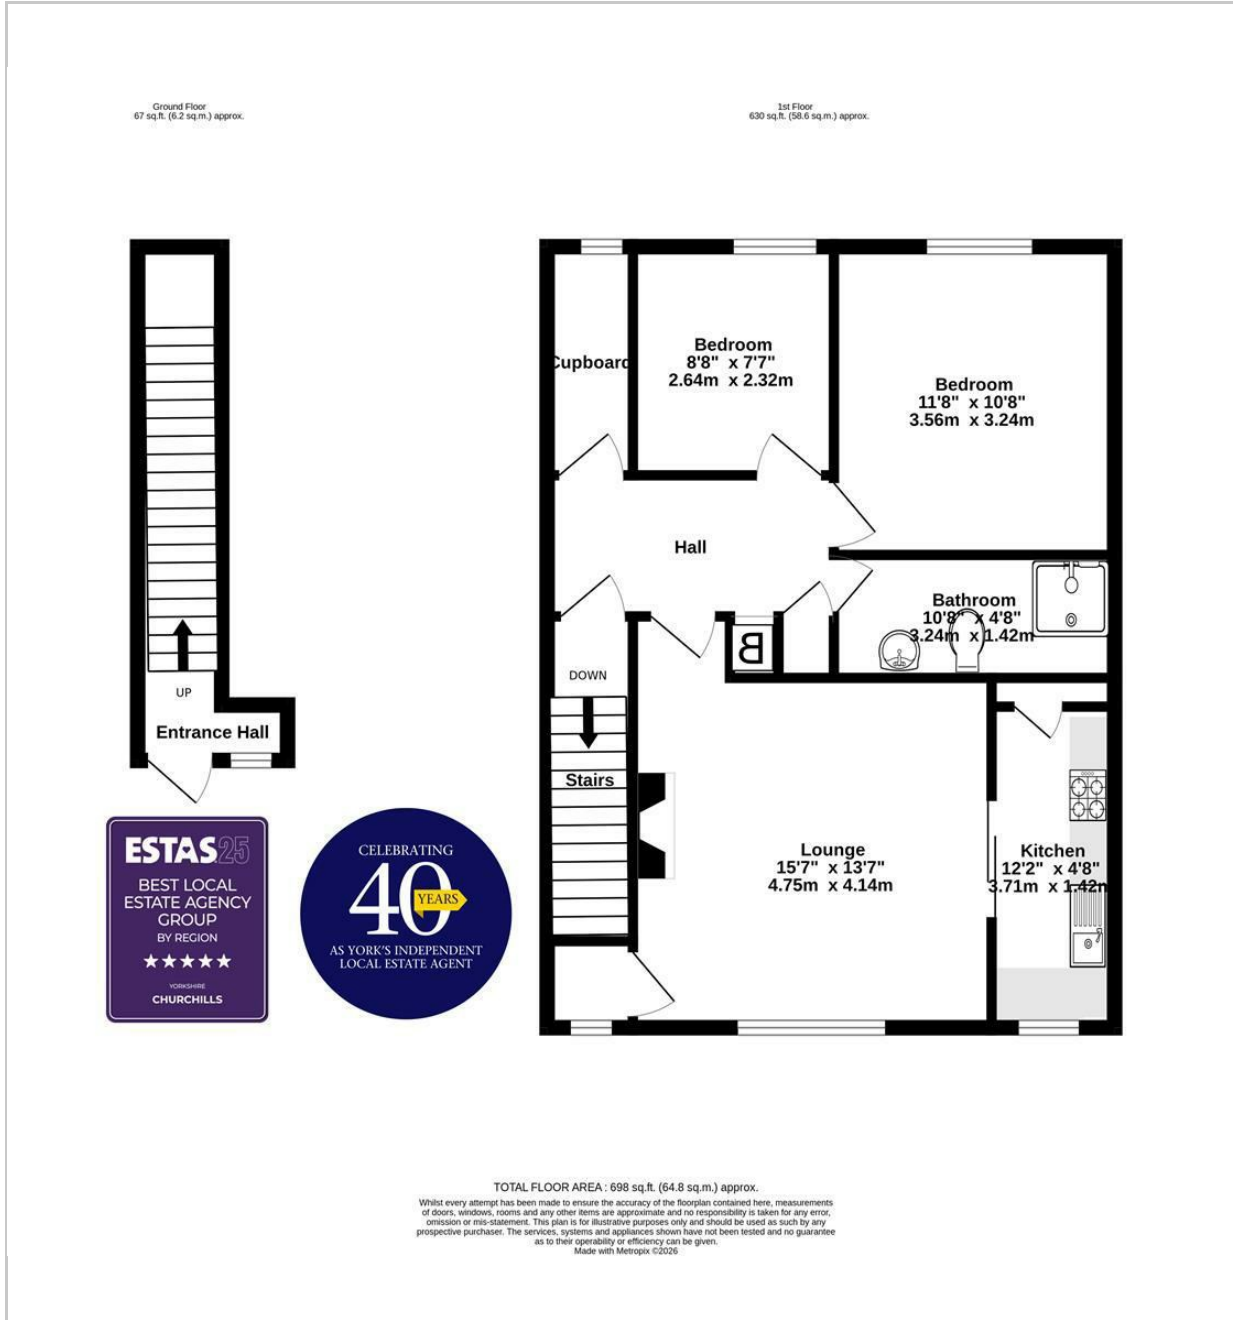 Ground Floor
67 sq.ft. (6.2 sq.m.) approx.
1st Floor
630 sq.ft. (58.6 sq.m.) approx.
Cupboard
Bedroom
8'8" x 7'7"
2.64m x 2.32m
Bedroom
11'8" x 10'8"
3.56m x 3.24m
Hall
Bathroom
10'8" x 4'8"
3.24m x 1.42m
B
DOWN
Stairs
UP
Entrance Hall
Lounge
15'7" x 13'7"
4.75m x 4.14m
Kitchen
12'2" x 4'8"
3.71m x 1.42m
ESTAS 25
BEST LOCAL
ESTATE AGENCY
GROUP
BY REGION
YORKSHIRE
CHURCHILLS
CELEBRATING
40
YEARS
AS YORK'S INDEPENDENT
LOCAL ESTATE AGENT
TOTAL FLOOR AREA : 698 sq.ft. (64.8 sq.m.) approx.
Whilst every attempt has been made to ensure the accuracy of the floorplan contained here, measurements
of doors, windows, rooms and any other items are approximate and no responsibility is taken for any error,
omission or mis-statement. This plan is for illustrative purposes only and should be used as such by any
prospective purchaser. The services, systems and appliances shown have not been tested and no guarantee
as to their operability or efficiency can be given.
Made with Metropix ©2026